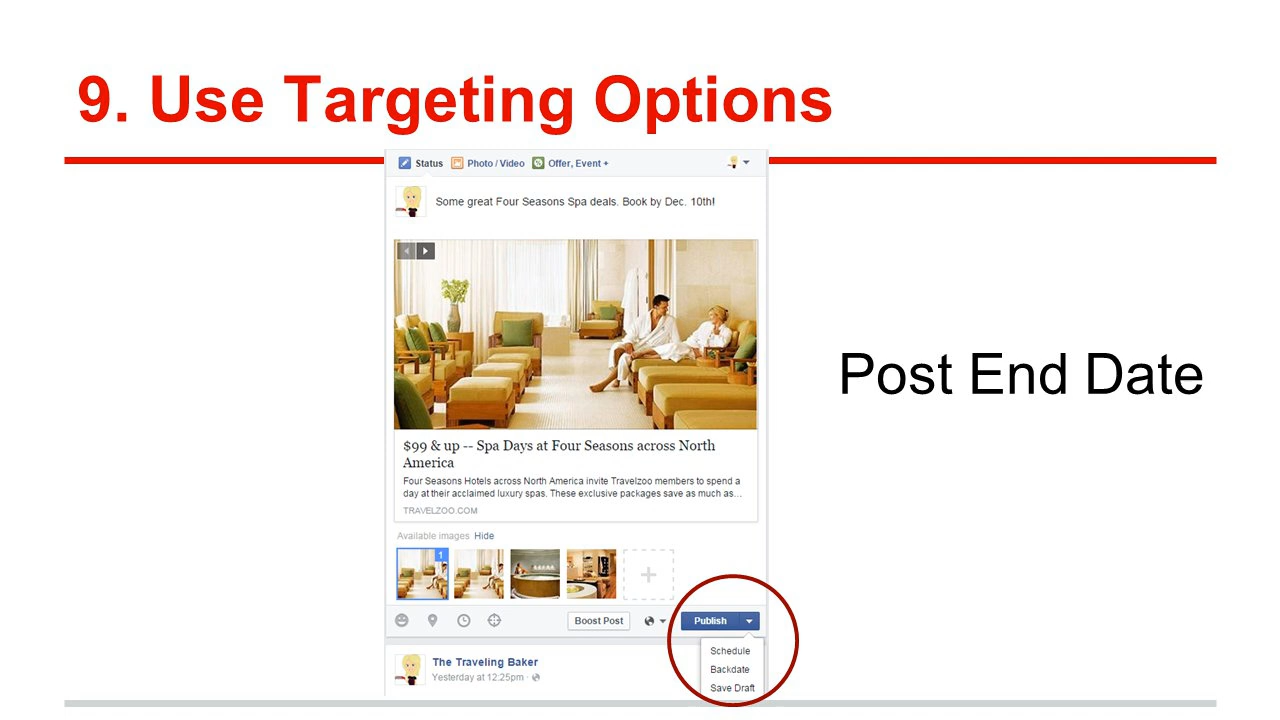 9. Use Targeting Options
Status Photo / Video Offer, Event +
Some great Four Seasons Spa deals. Book by Dec. 10th!
$99 & up -- Spa Days at Four Seasons across North
America
Four Seasons Hotels across North America invite Travelzoo members to spend a
day at their acclaimed luxury spas. These exclusive packages save as much as...
TRAVELZOO.COM
Available images Hide
1
Boost Post Publish
Schedule
Backdate
Save Draft
The Traveling Baker
Yesterday at 12:25pm ·
Post End Date